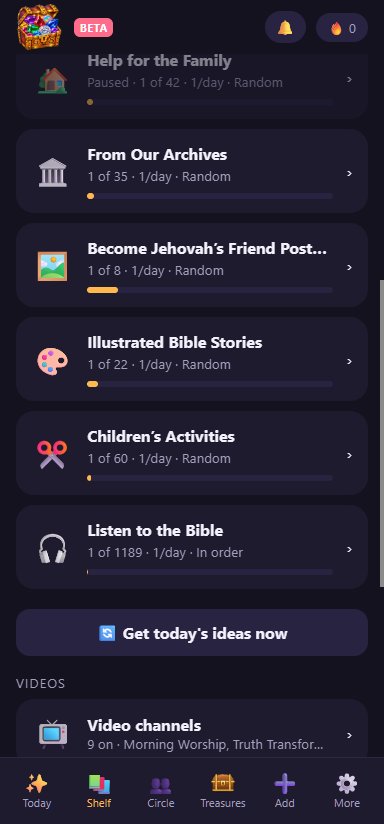 BETA
0
Help for the Family
Paused · 1 of 42 · 1/day · Random
From Our Archives
1 of 35 · 1/day · Random
Become Jehovah’s Friend Post...
1 of 8 · 1/day · Random
Illustrated Bible Stories
1 of 22 · 1/day · Random
Children’s Activities
1 of 60 · 1/day · Random
Listen to the Bible
1 of 1189 · 1/day · In order
Get today's ideas now
VIDEOS
Video channels
9 on · Morning Worship, Truth Transfor...
Today
Shelf
Circle
Treasures
Add
More